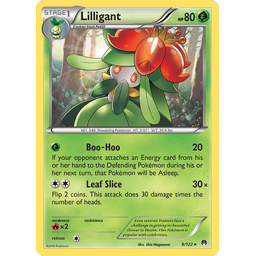 STAGE 1
Lilligant
HP80
Evolves from Petilil
NO. 549 Flowering Pokémon HT: 3'07" WT: 35.9 lbs.
Boo-Hoo 20
If your opponent attaches an Energy card from his
or her hand to the Defending Pokémon during his or
her next turn, that Pokémon will be Asleep.
Leaf Slice 30×
Flip 2 coins. This attack does 30 damage times the
number of heads.
weakness
×2
resistance
retreat
Even veteran Trainers face a
challenge in getting its beautiful
flower to bloom. This Pokémon is
popular with celebrities.
Illus.
©2016 Pokémon
8/122